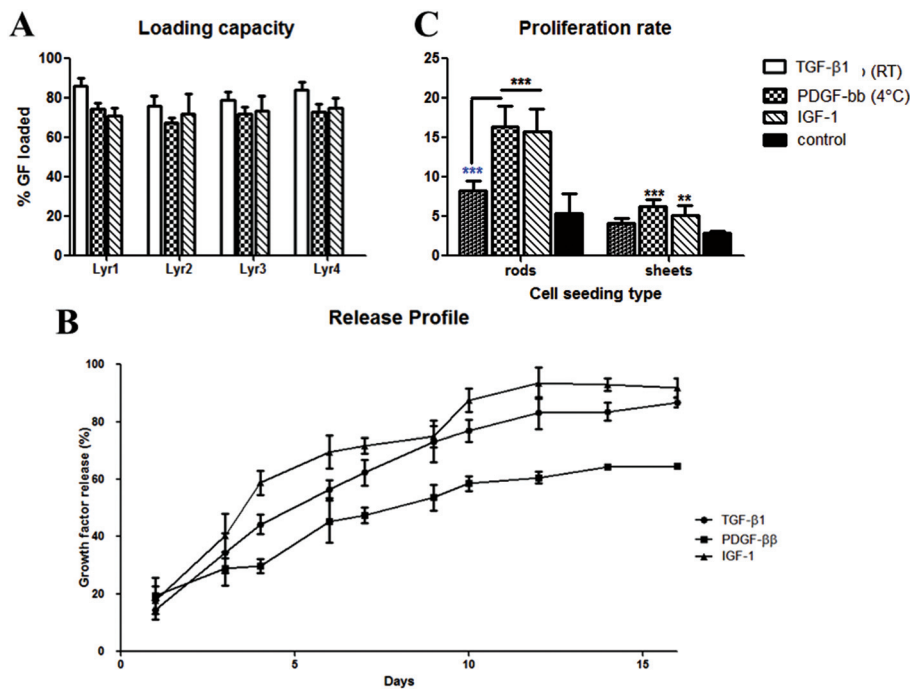 A
Loading capacity
% GF loaded
100
80
60
40
20
0
Lyr1 Lyr2 Lyr3 Lyr4
C
Proliferation rate
25
20
15
10
5
0
***
***
***
**
rods sheets
Cell seeding type
TGF-β1 (RT)
PDGF-bb (4°C)
IGF-1
control
B
Release Profile
Growth factor release (%)
100
80
60
40
20
0
0 5 10 15
Days
TGF-β1
PDGF-ββ
IGF-1